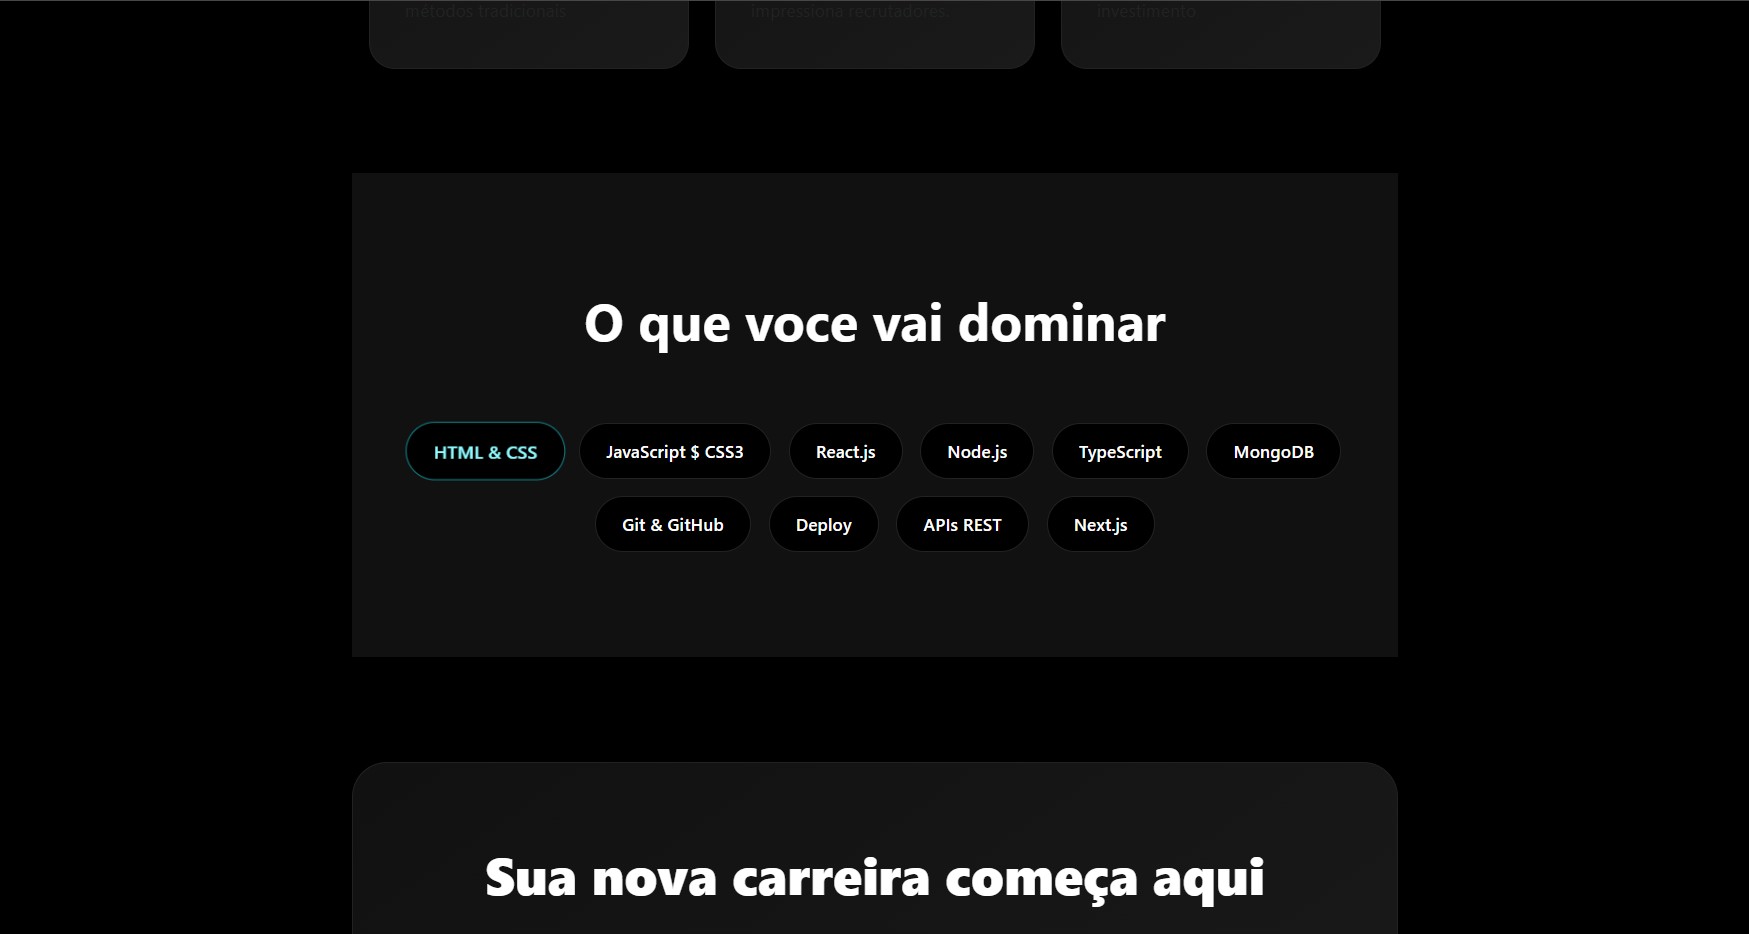 métodos tradicionais impressiona recrutadores investimento
O que voce vai dominar
HTML & CSS JavaScript $ CSS3 React.js Node.js TypeScript MongoDB
Git & GitHub Deploy APIs REST Next.js
Sua nova carreira começa aqui